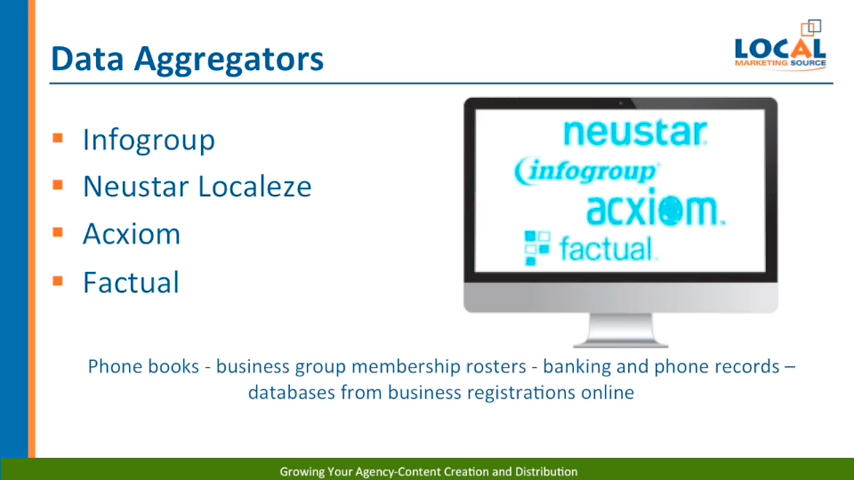 Data Aggregators
LOCAL
MARKETING SOURCE
Infogroup
Neustar Localeze
Acxiom
Factual
neustar
infogroup
acxiom
factual
Phone books - business group membership rosters - banking and phone records –
databases from business registrations online
Growing Your Agency-Content Creation and Distribution